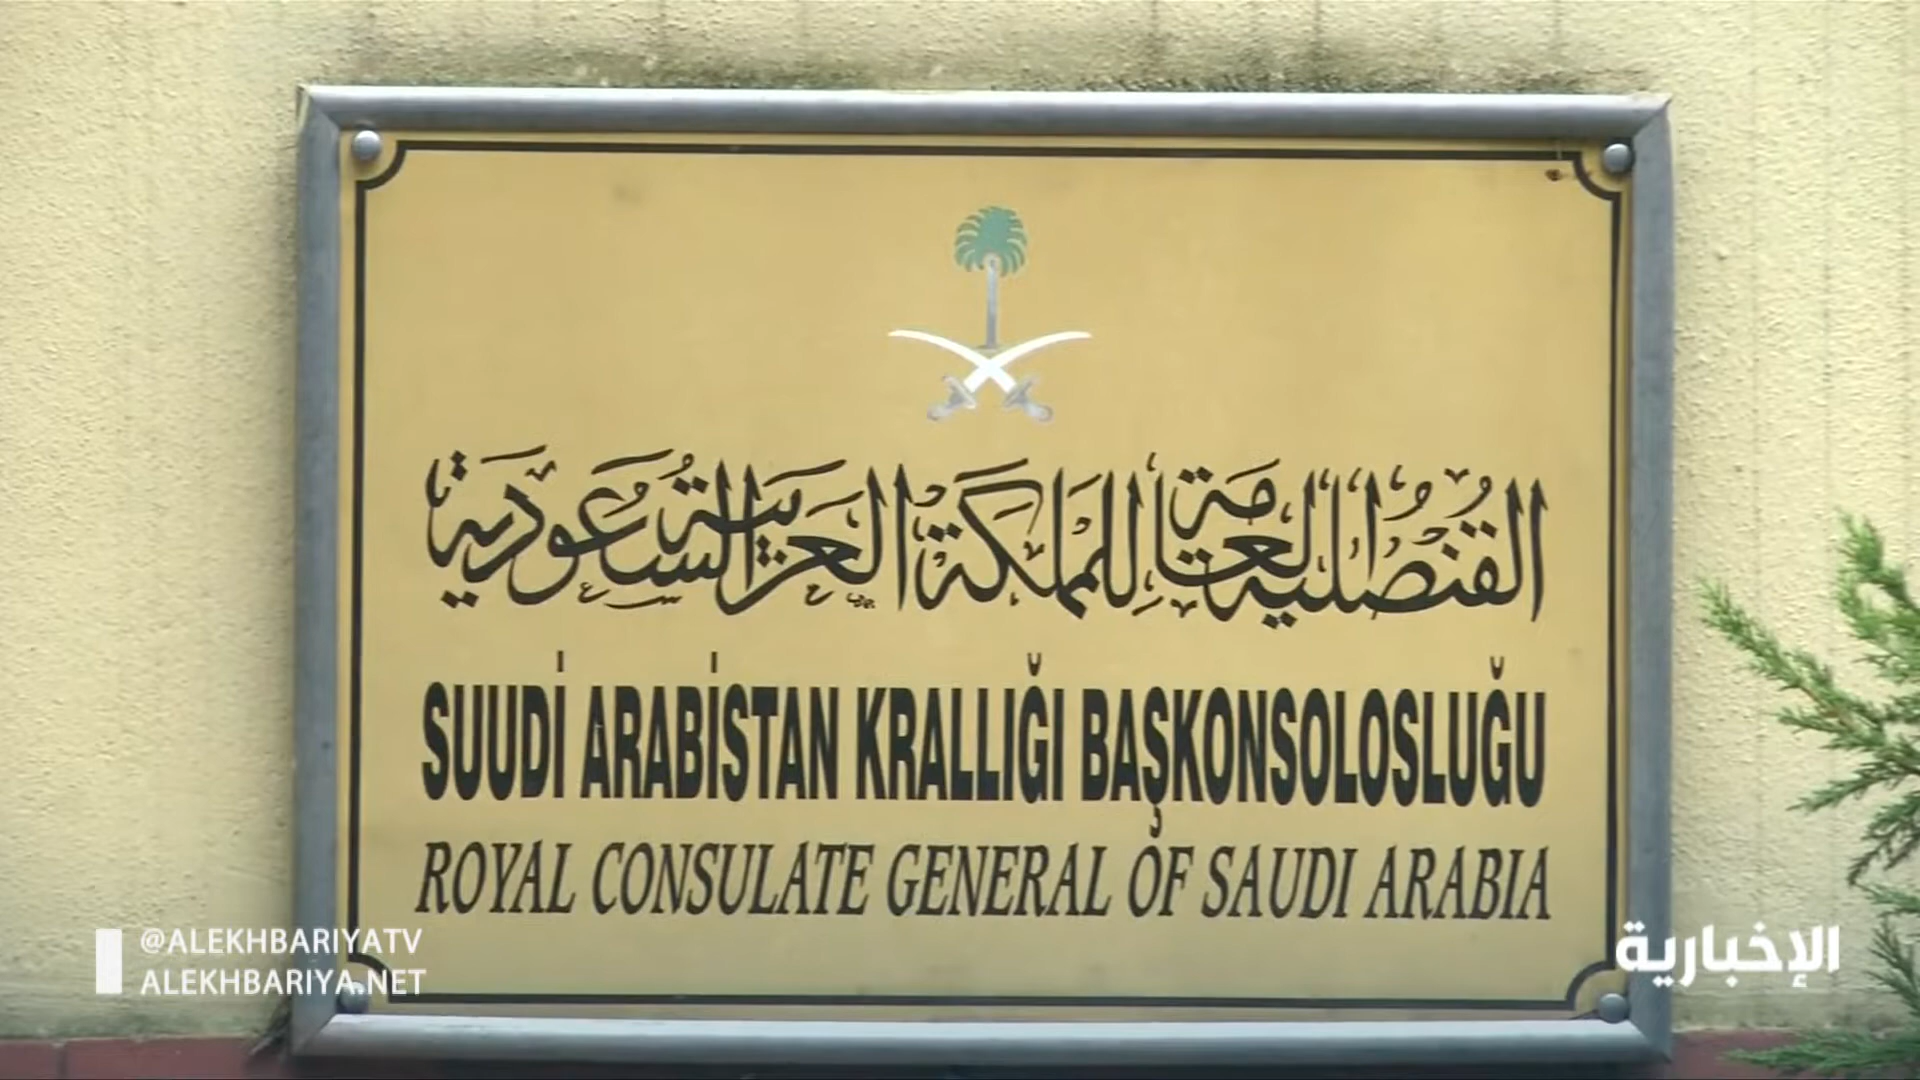 القنصلية العامة للمملكة العربية السعودية
SUUDİ ARABİSTAN KRALLIĞI BAŞKONSOLOSLUĞU
ROYAL CONSULATE GENERAL OF SAUDI ARABIA
@ALEKHBARIYATV
ALEKHBARIYA.NET
الإخبارية